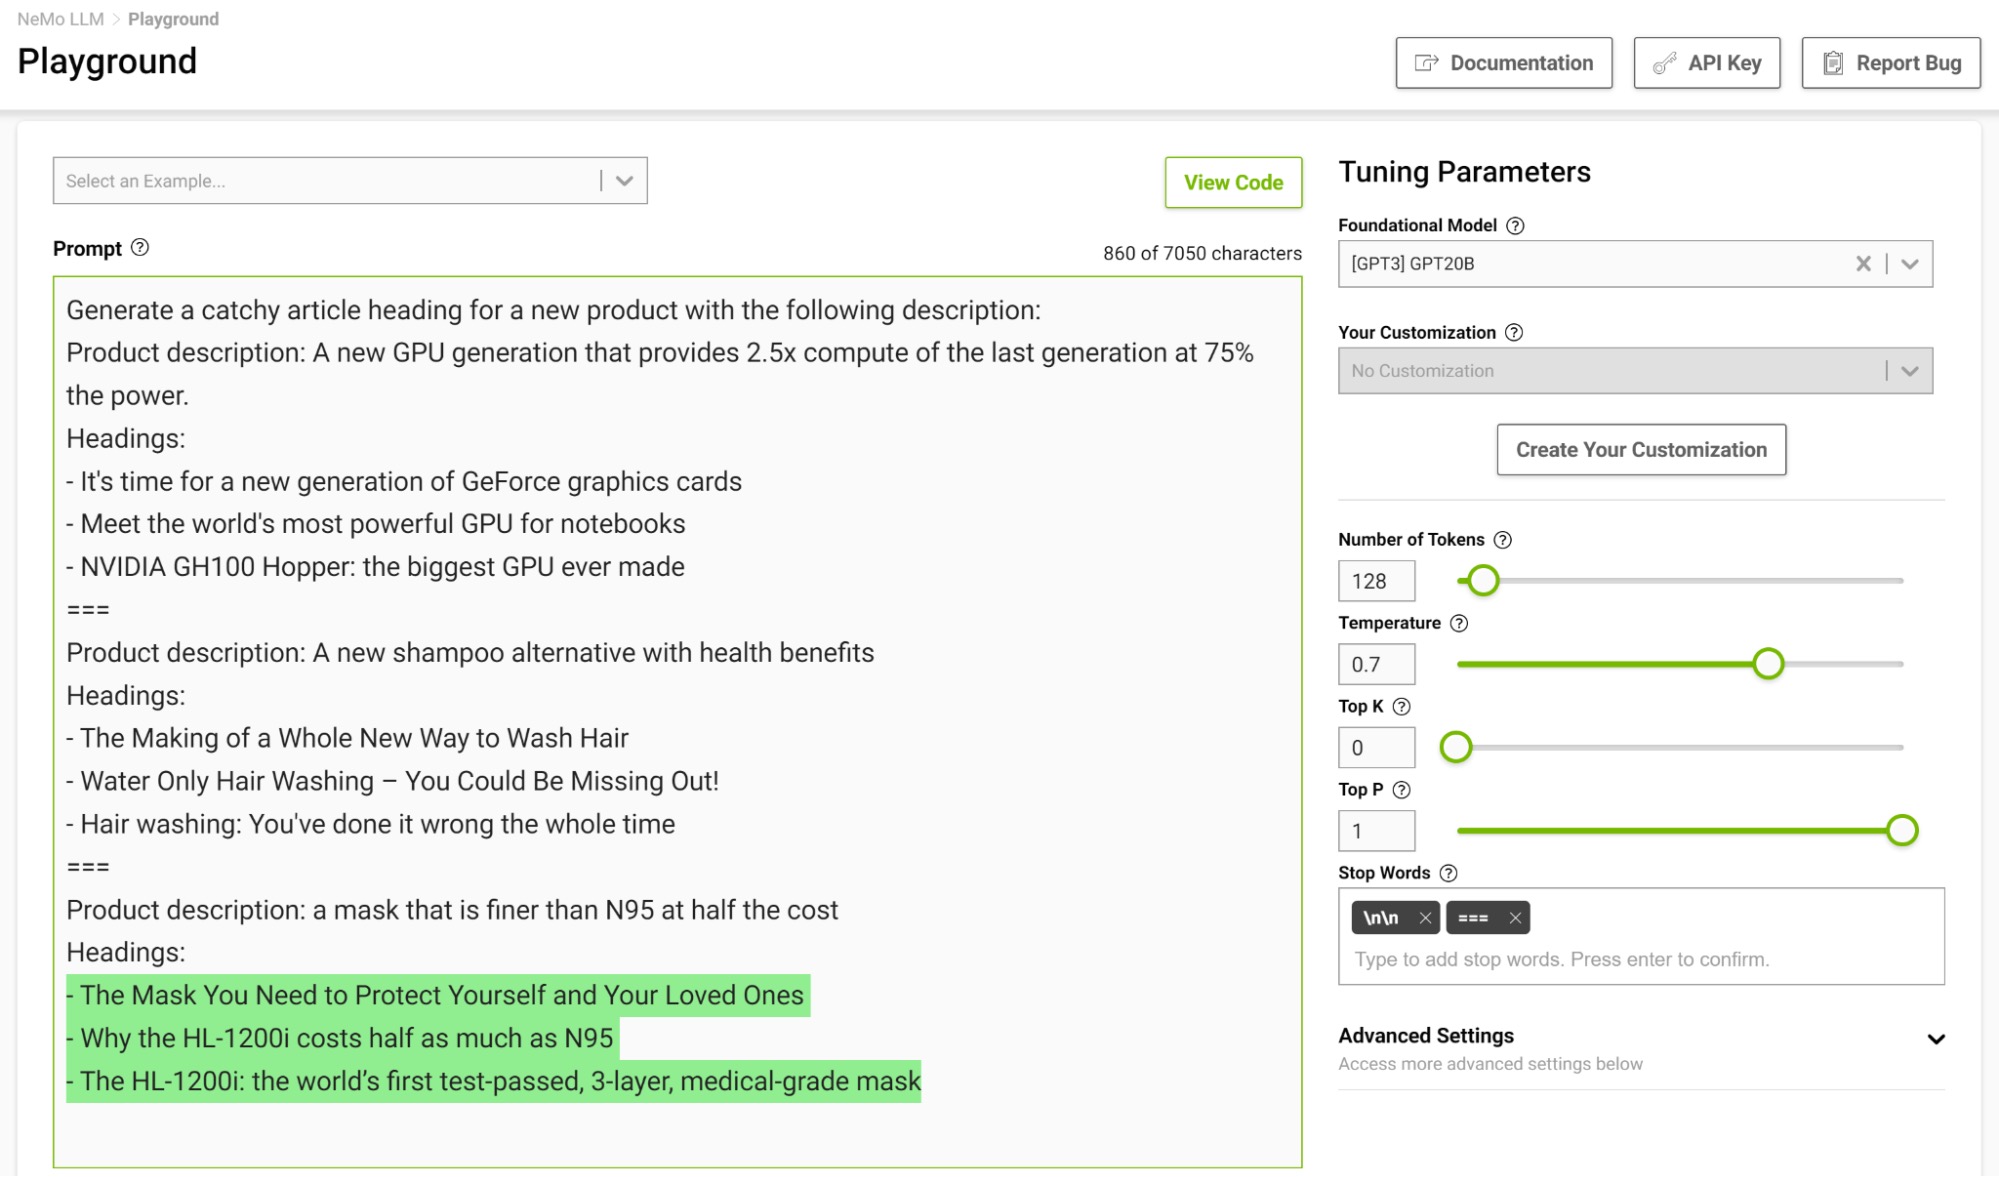 NeMo LLM > Playground
Playground
Documentation
API Key
Report Bug
Select an Example...
View Code
Prompt ?
860 of 7050 characters
Generate a catchy article heading for a new product with the following description:
Product description: A new GPU generation that provides 2.5x compute of the last generation at 75%
the power.
Headings:
- It's time for a new generation of GeForce graphics cards
- Meet the world's most powerful GPU for notebooks
- NVIDIA GH100 Hopper: the biggest GPU ever made
===
Product description: A new shampoo alternative with health benefits
Headings:
- The Making of a Whole New Way to Wash Hair
- Water Only Hair Washing – You Could Be Missing Out!
- Hair washing: You've done it wrong the whole time
===
Product description: a mask that is finer than N95 at half the cost
Headings:
- The Mask You Need to Protect Yourself and Your Loved Ones
- Why the HL-1200i costs half as much as N95
- The HL-1200i: the world’s first test-passed, 3-layer, medical-grade mask
Tuning Parameters
Foundational Model ?
[GPT3] GPT20B
Your Customization ?
No Customization
Create Your Customization
Number of Tokens ?
128
Temperature ?
0.7
Top K ?
0
Top P ?
1
Stop Words ?
\n\n ===
Type to add stop words. Press enter to confirm.
Advanced Settings
Access more advanced settings below